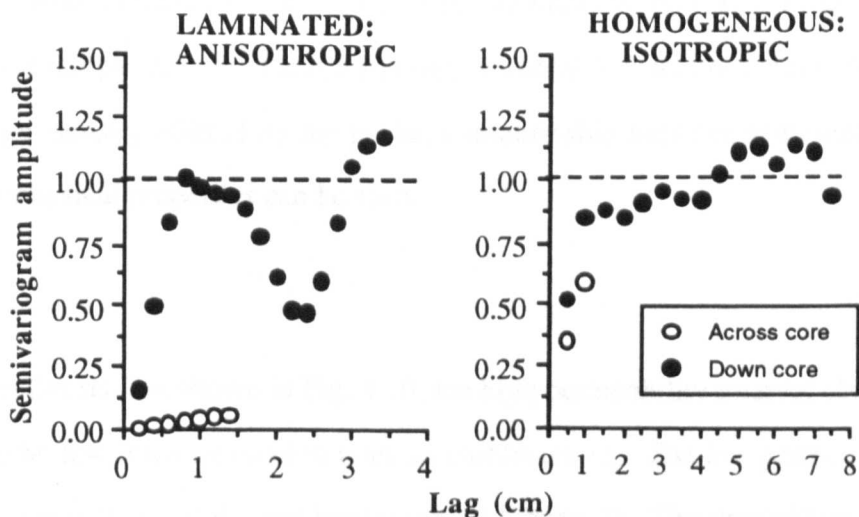 LAMINATED:
ANISOTROPIC
HOMOGENEOUS:
ISOTROPIC
Semivariogram amplitude
1.50
1.25
1.00
0.75
0.50
0.25
0.00
0 1 2 3 4
1.50
1.25
1.00
0.75
0.50
0.25
0.00
0 1 2 3 4 5 6 7 8
Across core
Down core
Lag (cm)